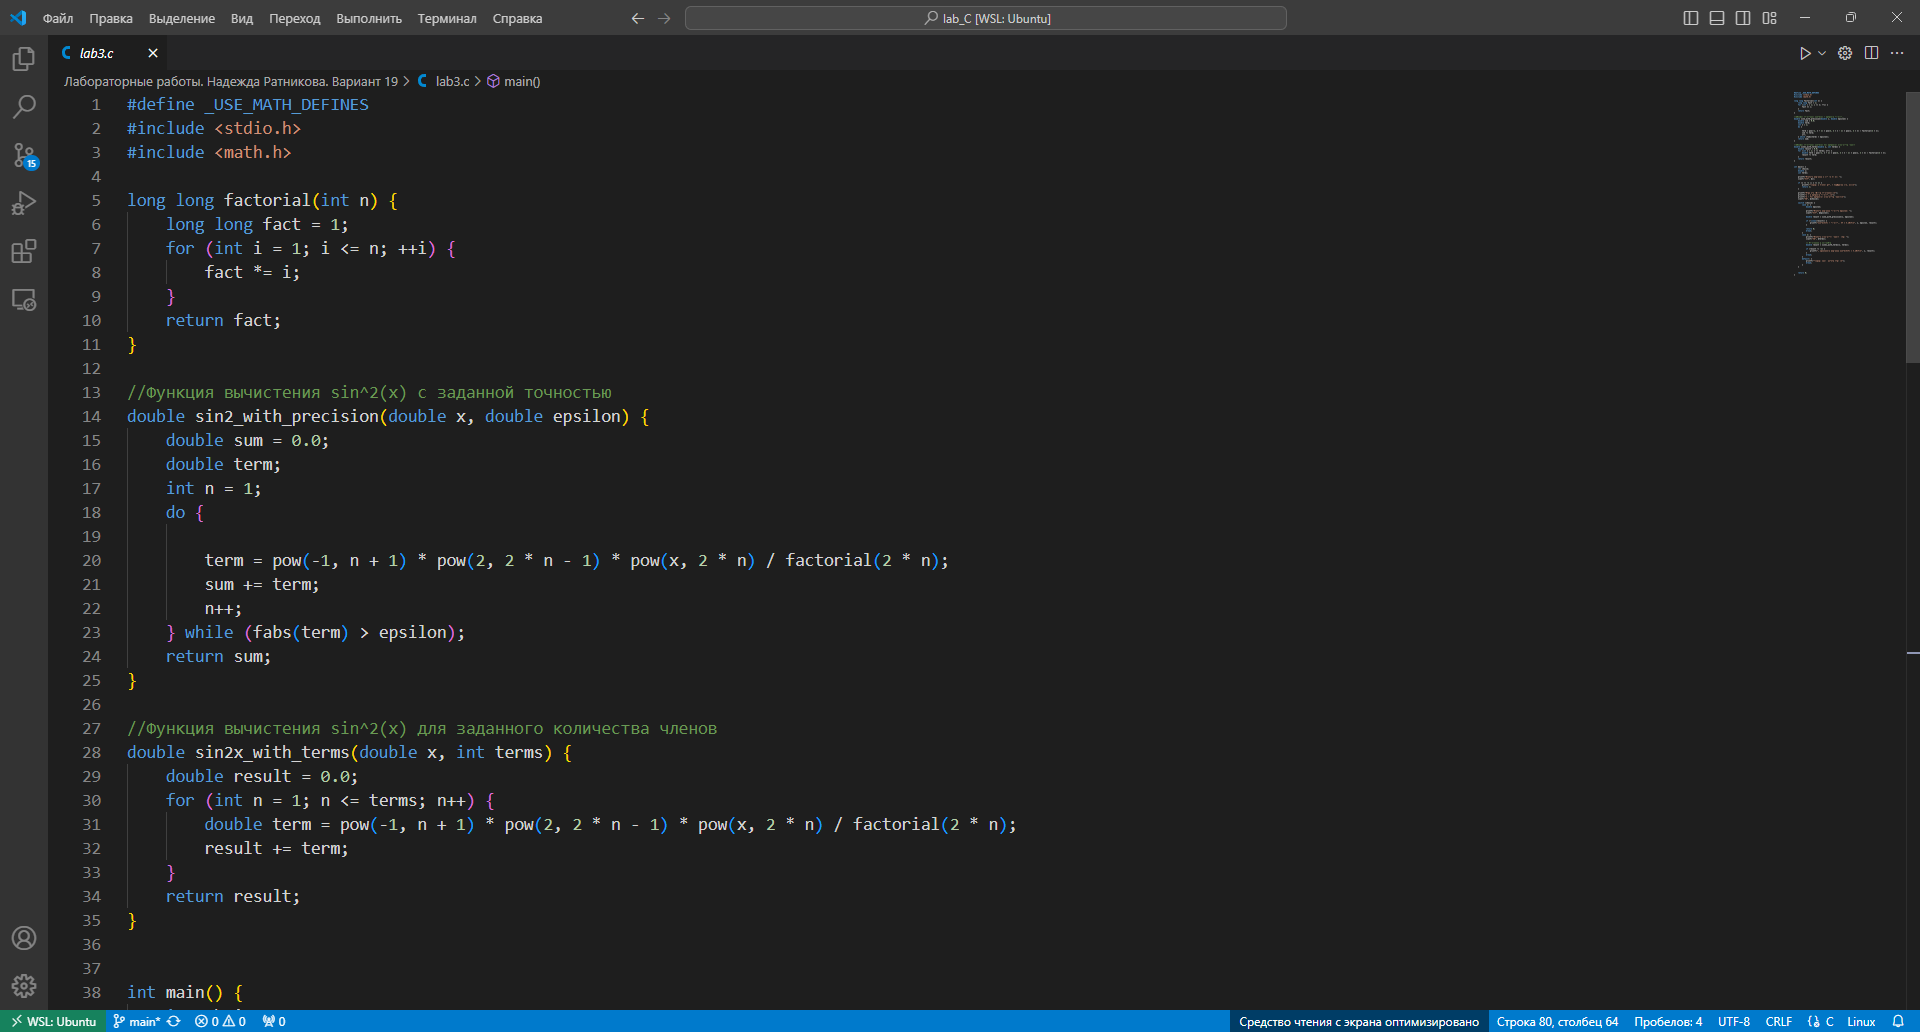 Файл Правка Выделение Вид Переход Выполнить Терминал Справка lab_C [WSL: Ubuntu]
lab3.c
Лабораторные работы. Надежда Ратникова. Вариант 19 > lab3.c > main()
1 #define _USE_MATH_DEFINES
2 #include <stdio.h>
3 #include <math.h>
4
5 long long factorial(int n) {
6     long long fact = 1;
7     for (int i = 1; i <= n; ++i) {
8         fact *= i;
9     }
10     return fact;
11 }
12
13 //Функция вычистения sin^2(x) с заданной точностью
14 double sin2_with_precision(double x, double epsilon) {
15     double sum = 0.0;
16     double term;
17     int n = 1;
18     do {
19
20         term = pow(-1, n + 1) * pow(2, 2 * n - 1) * pow(x, 2 * n) / factorial(2 * n);
21         sum += term;
22         n++;
23     } while (fabs(term) > epsilon);
24     return sum;
25 }
26
27 //Функция вычистения sin^2(x) для заданного количества членов
28 double sin2x_with_terms(double x, int terms) {
29     double result = 0.0;
30     for (int n = 1; n <= terms; n++) {
31         double term = pow(-1, n + 1) * pow(2, 2 * n - 1) * pow(x, 2 * n) / factorial(2 * n);
32         result += term;
33     }
34     return result;
35 }
36
37
38 int main() {
15
WSL: Ubuntu main* 0 0 0 Средство чтения с экрана оптимизировано Строка 80, столбец 64 Пробелов: 4 UTF-8 CRLF {} C Linux